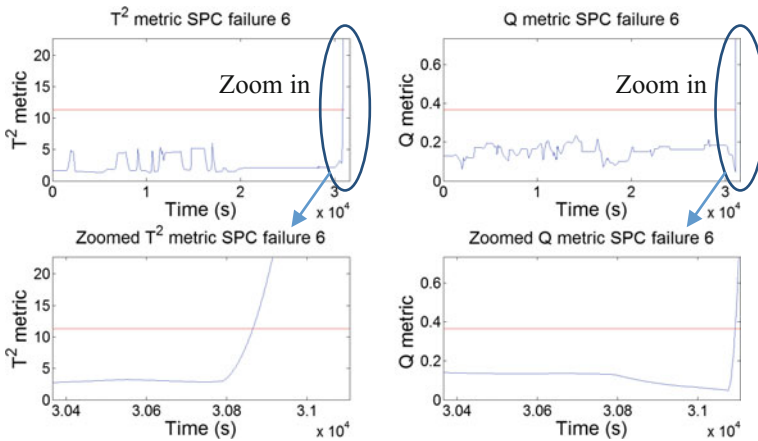 T² metric SPC failure 6
Q metric SPC failure 6
20
15
10
5
0
T² metric
Zoom in
0 1 2 3
x 10⁴
Time (s)
0.6
0.4
0.2
0
Q metric
Zoom in
0 1 2 3
x 10⁴
Time (s)
Zoomed T² metric SPC failure 6
Zoomed Q metric SPC failure 6
20
15
10
5
0
T² metric
3.04 3.06 3.08 3.1
x 10⁴
Time (s)
0.6
0.4
0.2
0
Q metric
3.04 3.06 3.08 3.1
x 10⁴
Time (s)